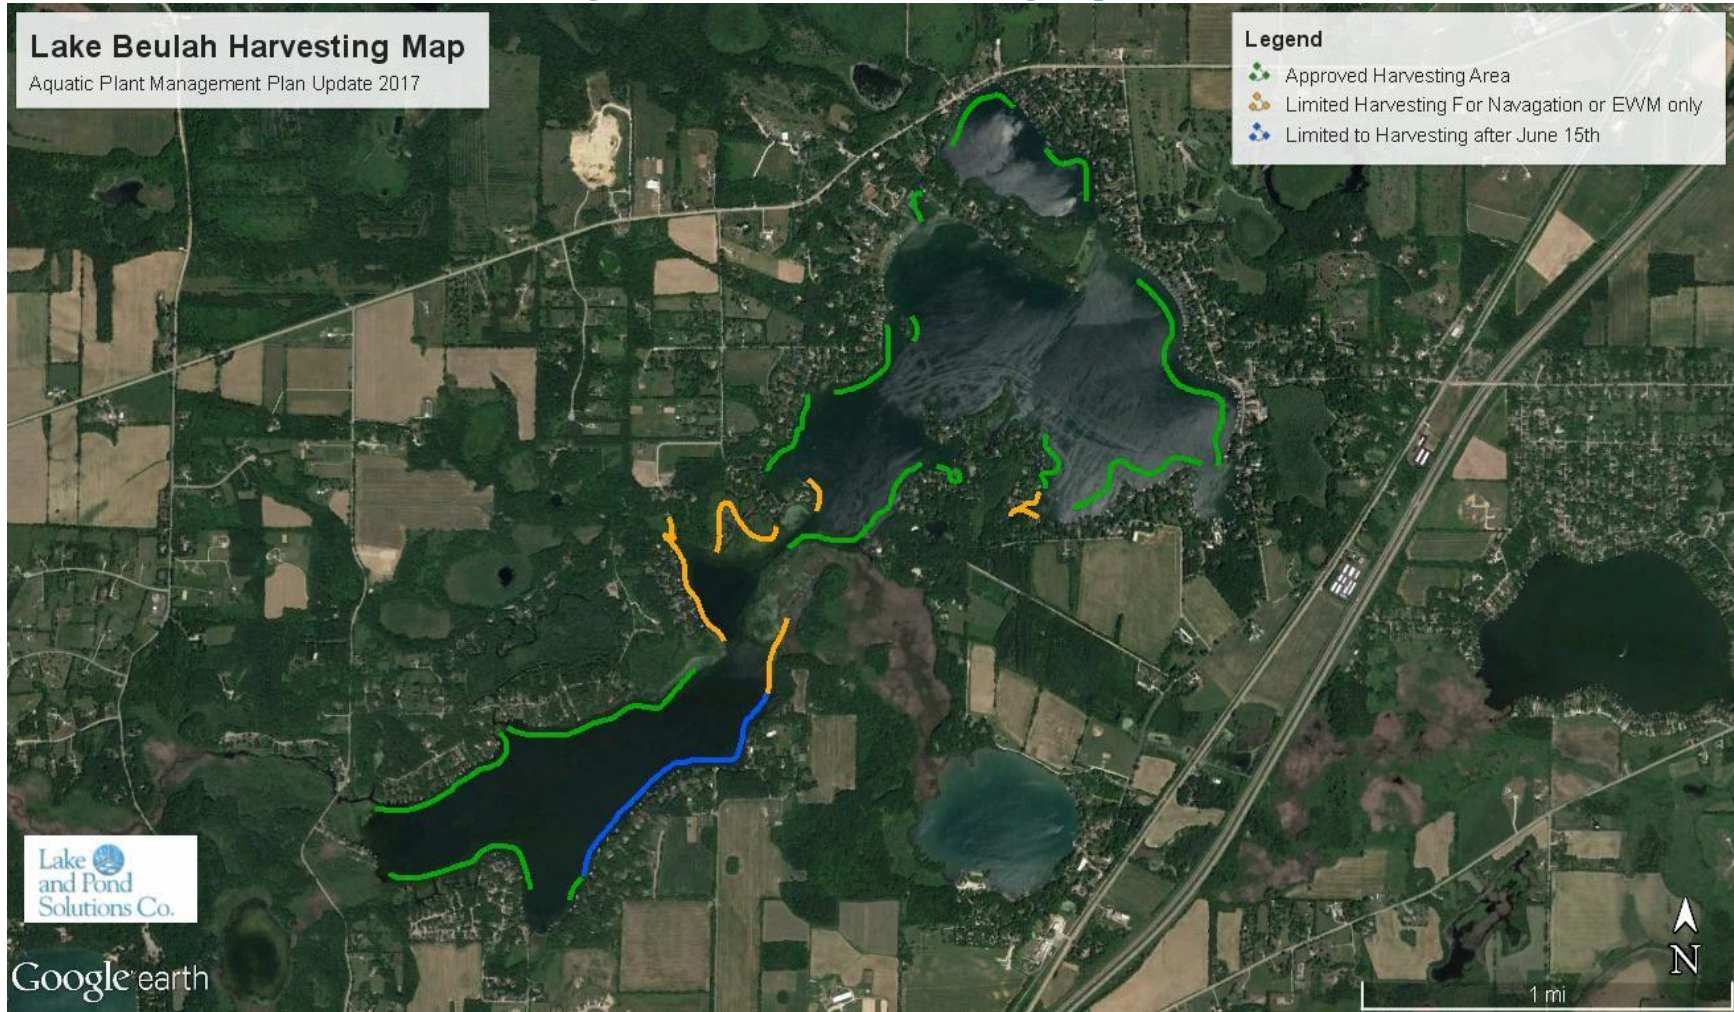 Lake Beulah Harvesting Map
Aquatic Plant Management Plan Update 2017
Legend
Approved Harvesting Area
Limited Harvesting For Navagation or EWM only
Limited to Harvesting after June 15th
Lake
and Pond
Solutions Co.
Google earth
N
1 mi